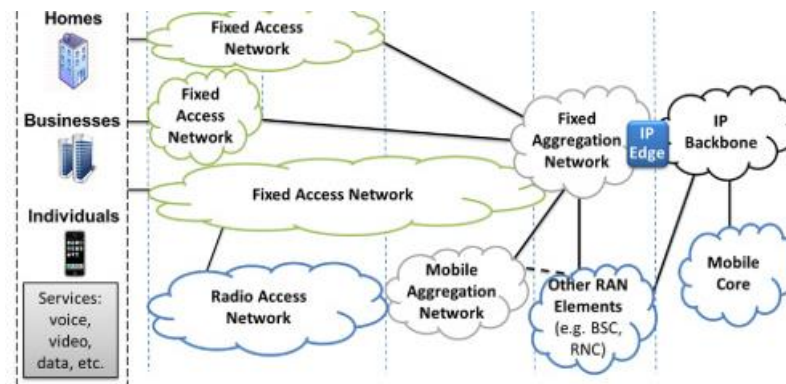 Homes
Businesses
Individuals
Services:
voice,
video,
data, etc.
Fixed Access
Network
Fixed
Access
Network
Fixed Access Network
Radio Access
Network
Mobile
Aggregation
Network
Fixed
Aggregation
Network
IP
Edge
IP
Backbone
Other RAN
Elements
(e.g. BSC,
RNC)
Mobile
Core